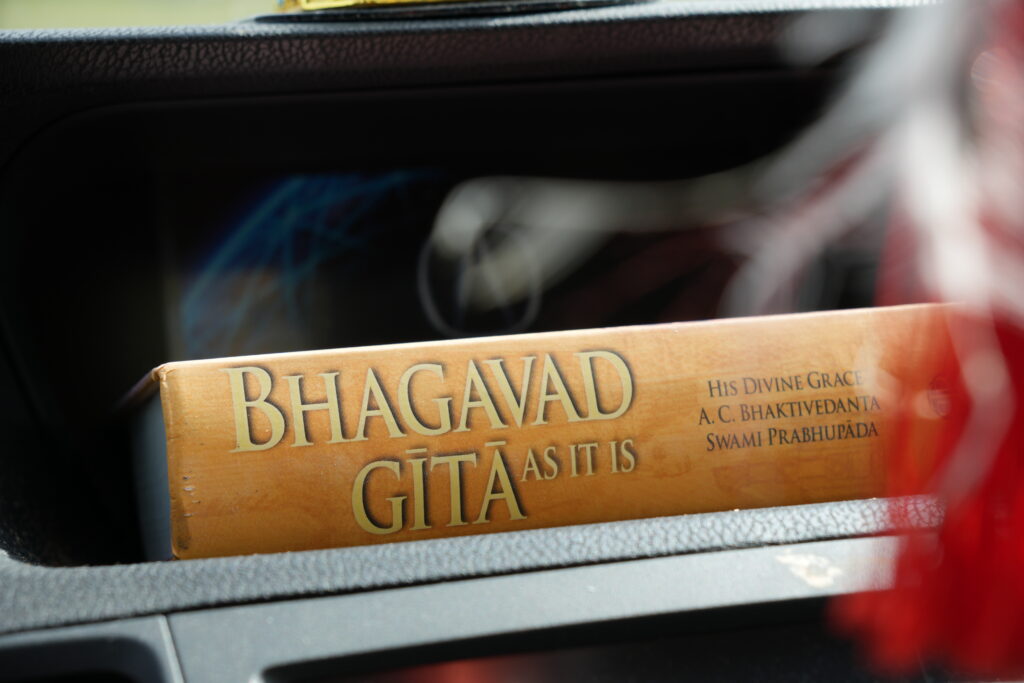 BHAGAVAD
GĪTĀ AS IT IS
HIS DIVINE GRACE
A. C. BHAKTIVEDANTA
SWAMI PRABHUPĀDA